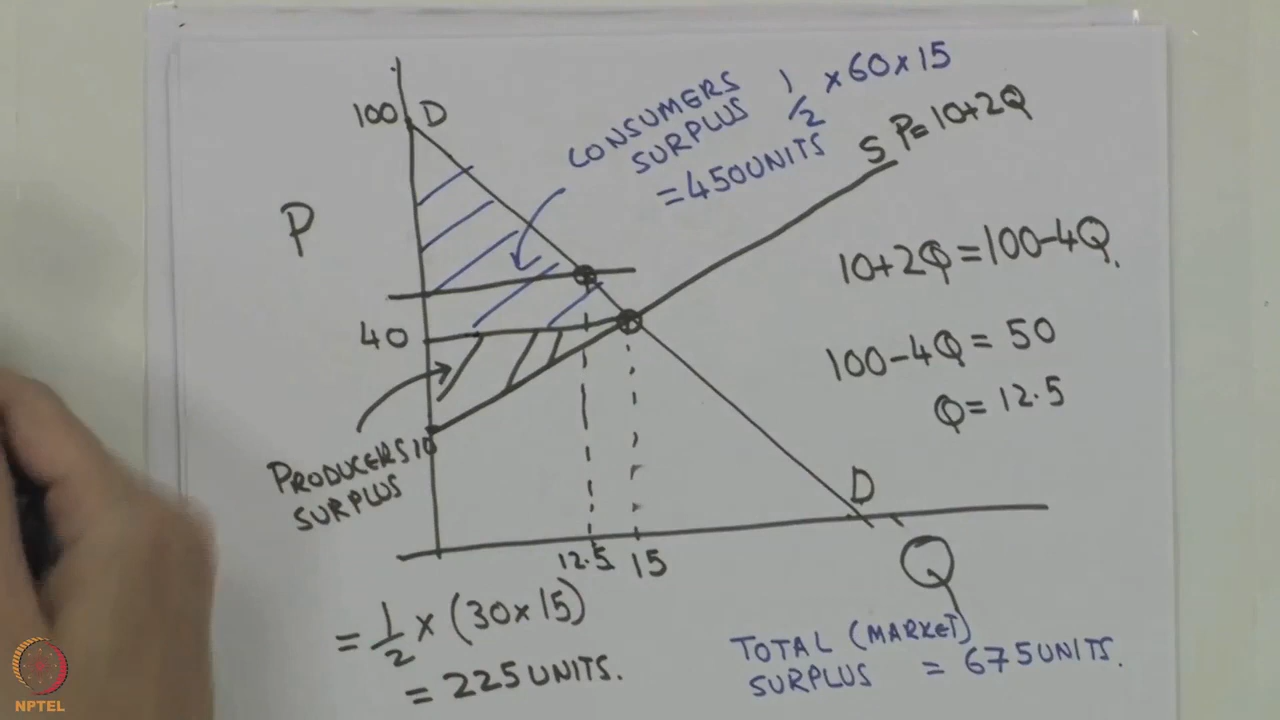 100 D
CONSUMERS
SURPLUS 1/2 × 60 × 15
= 450 UNITS
S P = 10 + 2Q
P
10 + 2Q = 100 - 4Q.
40
100 - 4Q = 50
Q = 12.5
10
PRODUCERS
SURPLUS
D
12.5 15
Q
= 1/2 × (30 × 15)
= 225 UNITS.
TOTAL (MARKET)
SURPLUS = 675 UNITS.
NPTEL